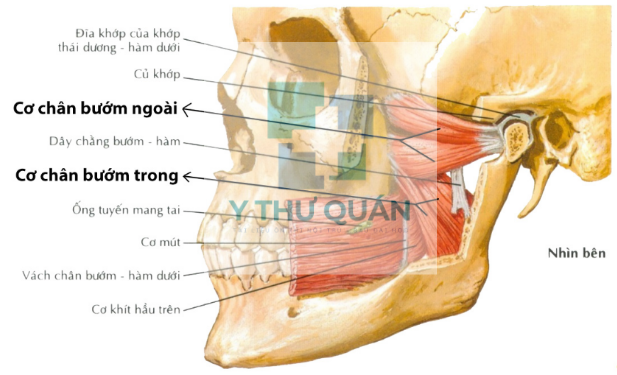 Đĩa khớp của khớp
thái dương - hàm dưới
Củ khớp
Cơ chân bướm ngoài
Dây chằng bướm - hàm
Cơ chân bướm trong
Ống tuyến mang tai
Y THƯ QUÁN
Cơ mút
Nhìn bên
Vách chân bướm - hàm dưới
Cơ khít hầu trên